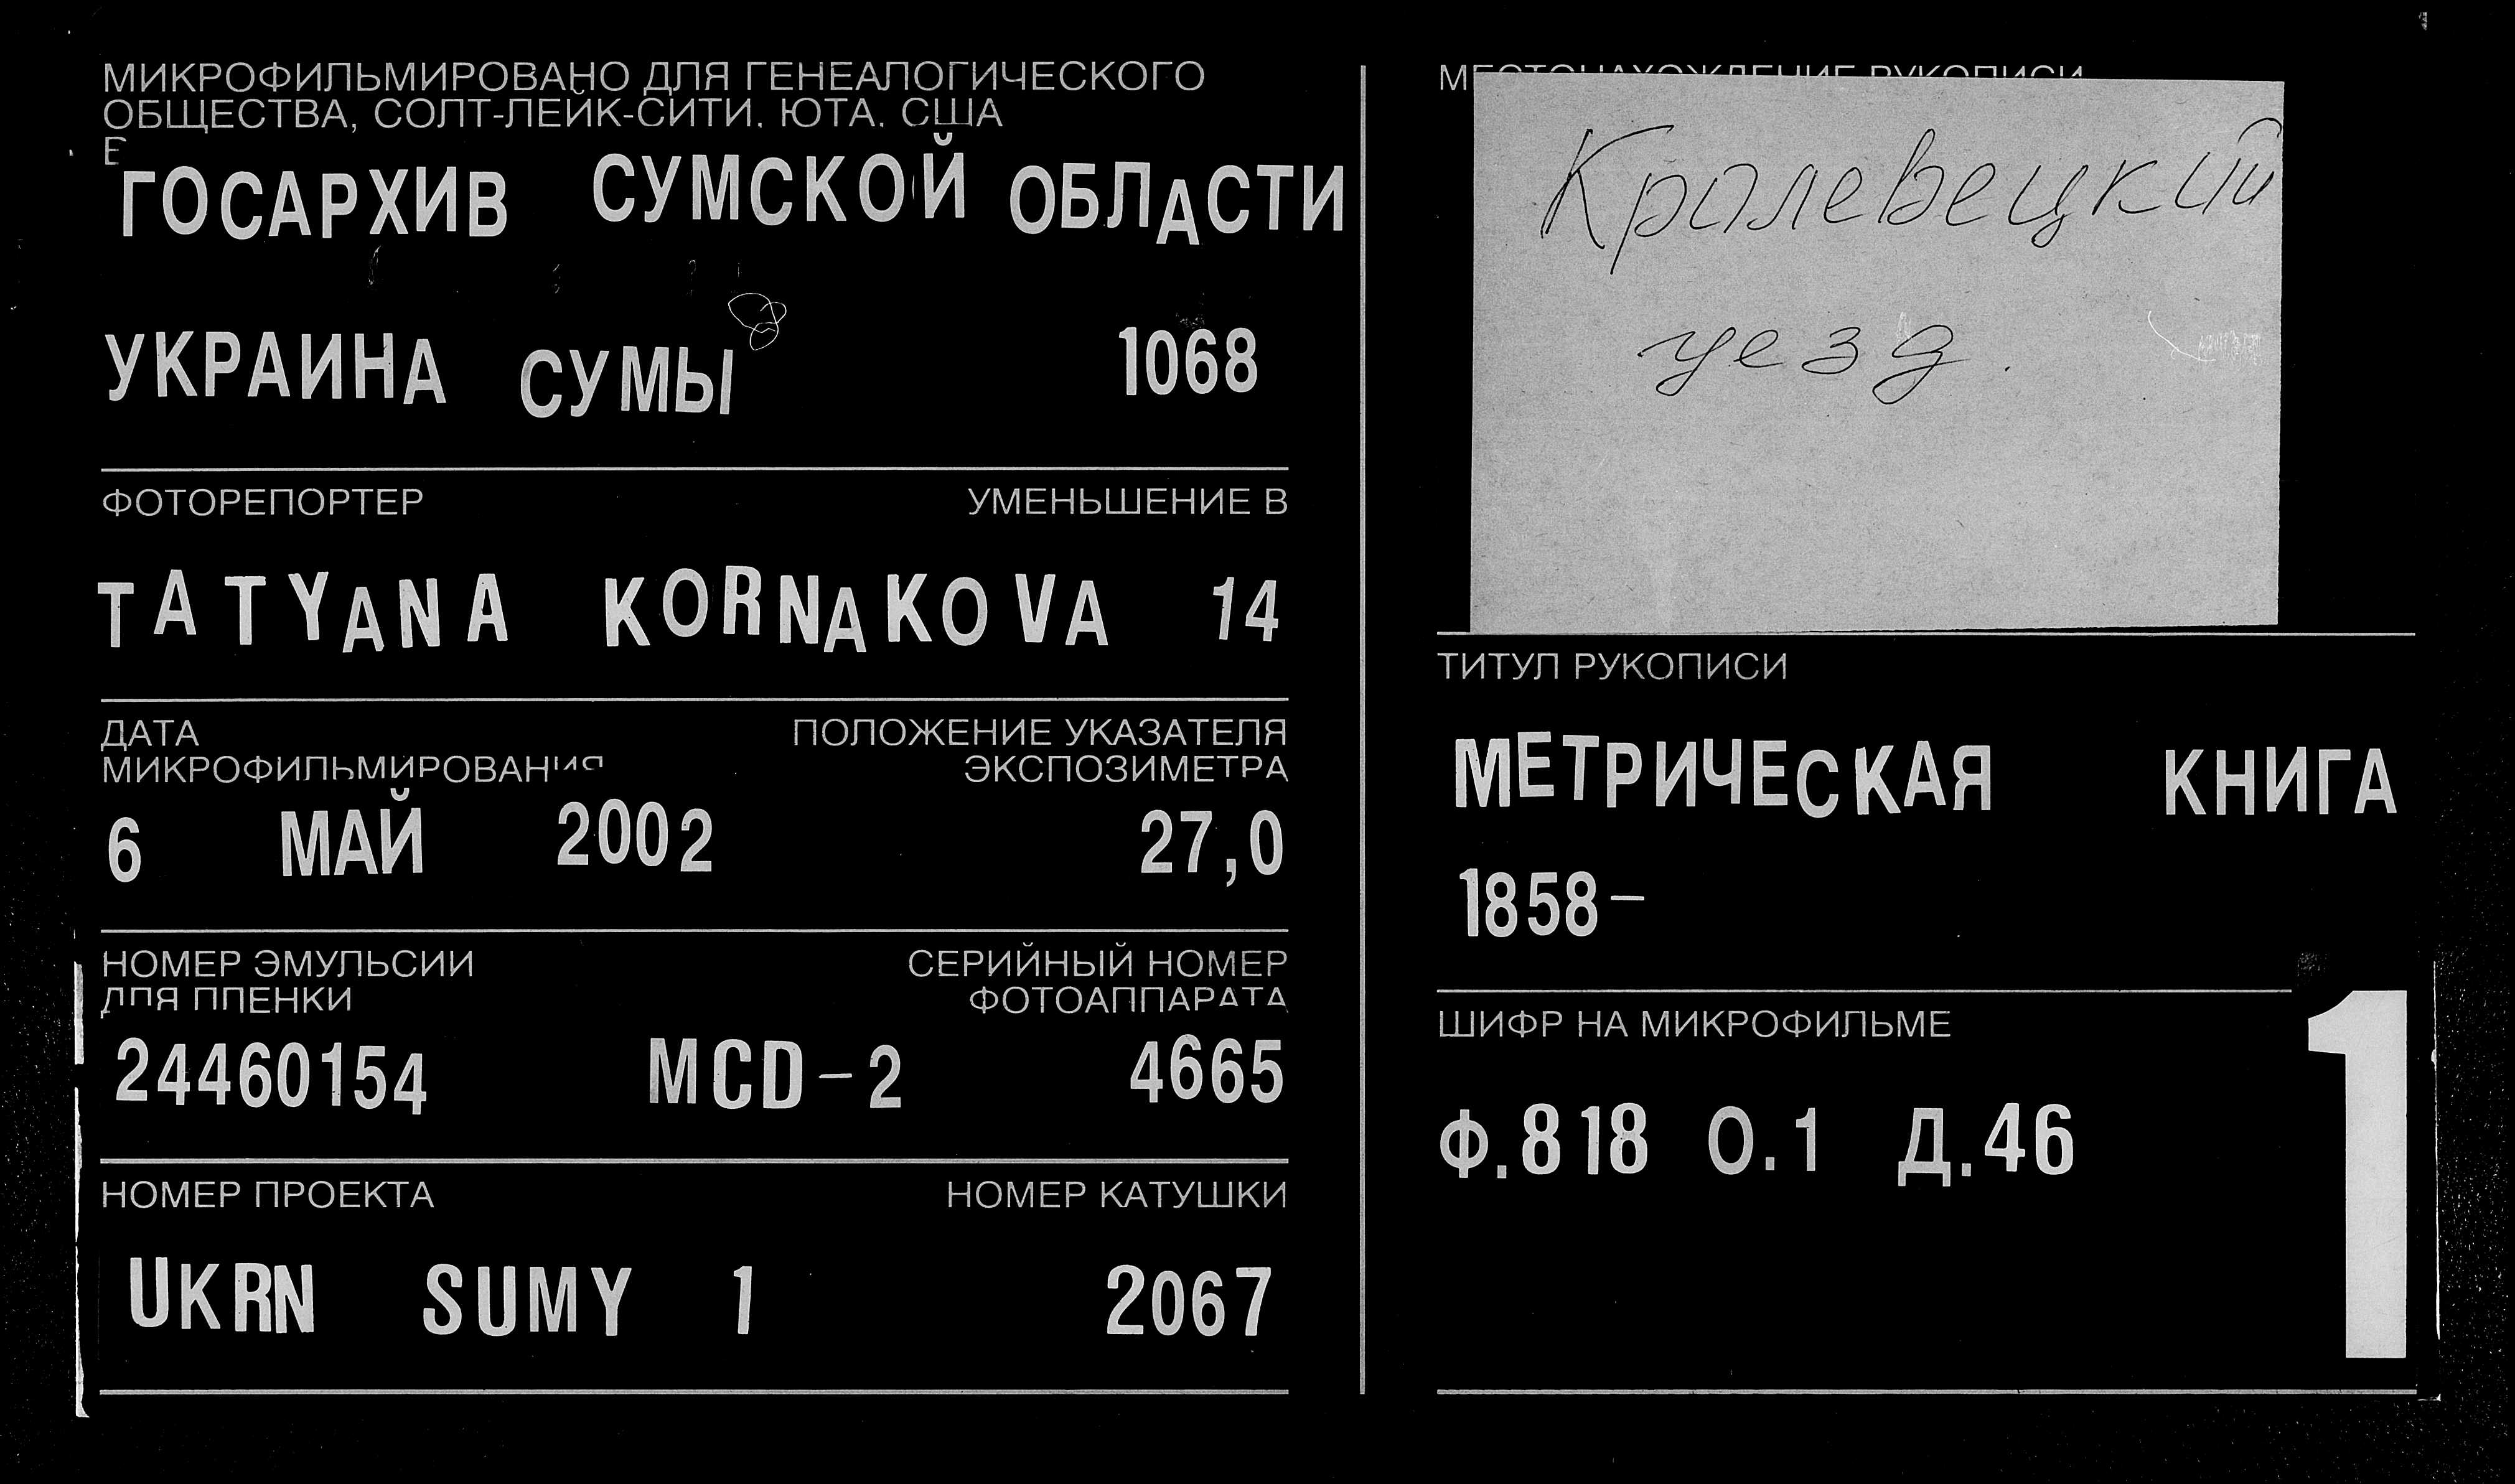 МИКРОФИЛЬМИРОВАНО ДЛЯ ГЕНЕАЛОГИЧЕСКОГО
ОБЩЕСТВА, СОЛТ-ЛЕЙК-СИТИ, ЮТА, США
В
ГОСАРХИВ СУМСКОЙ ОБЛАСТИ
УКРАИНА СУМЫ 1068
ФОТОРЕПОРТЕР УМЕНЬШЕНИЕ В
TATYANA KORNAKOVA 14
ДАТА ПОЛОЖЕНИЕ УКАЗАТЕЛЯ
МИКРОФИЛЬМИРОВАНИЯ ЭКСПОЗИМЕТРА
6 МАЙ 2002 27,0
НОМЕР ЭМУЛЬСИИ СЕРИЙНЫЙ НОМЕР
ДЛЯ ПЛЕНКИ ФОТОАППАРАТА
24460154 MCD-2 4665
НОМЕР ПРОЕКТА НОМЕР КАТУШКИ
UKRN SUMY 1 2067
МЕСТОНАХОЖДЕНИЕ РУКОПИСИ
Кролевецкий
уезд.
ТИТУЛ РУКОПИСИ
МЕТРИЧЕСКАЯ КНИГА
1858-
ШИФР НА МИКРОФИЛЬМЕ
Ф.818 О.1 Д.46
1